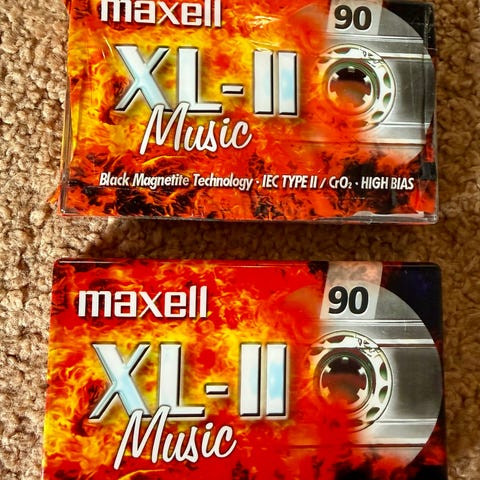 maxell
90
XL-II
Music
Black Magnetite Technology · IEC TYPE II / CrO₂ · HIGH BIAS
maxell
90
XL-II
Music